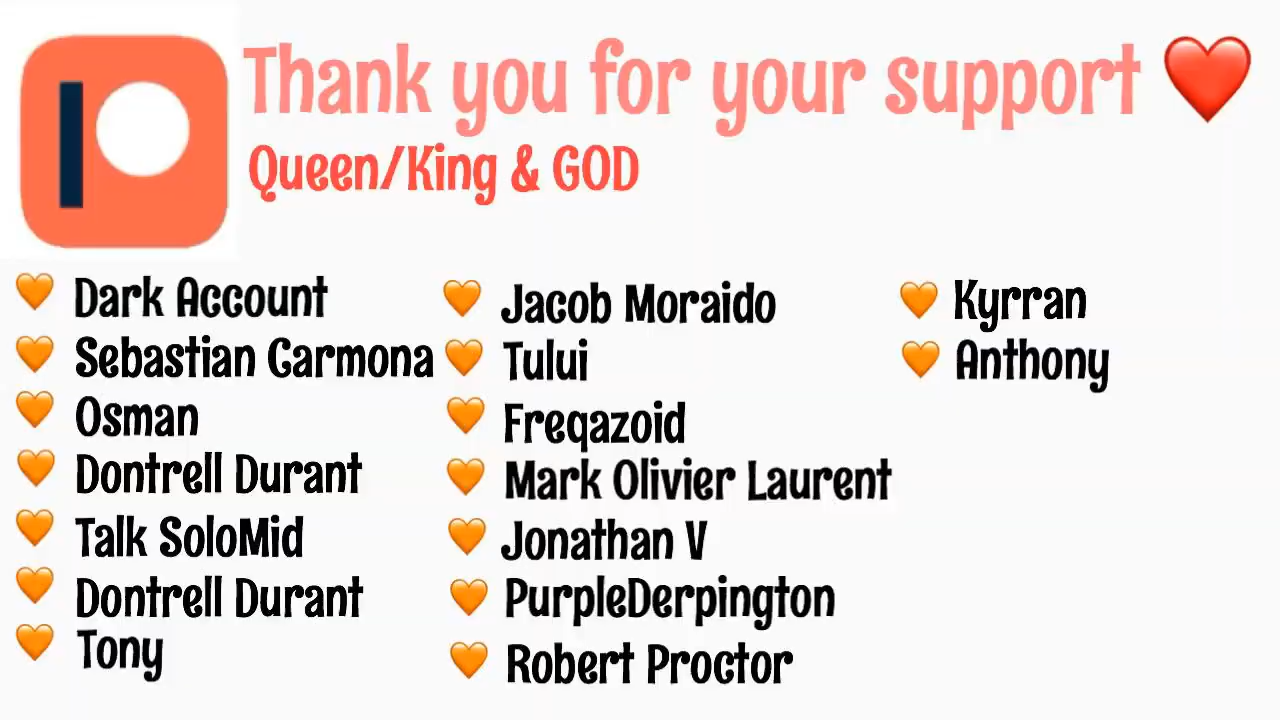 Thank you for your support ❤️
Queen/King & GOD
🧡 Dark Account
🧡 Sebastian Carmona
🧡 Osman
🧡 Dontrell Durant
🧡 Talk SoloMid
🧡 Dontrell Durant
🧡 Tony
🧡 Jacob Moraido
🧡 Tului
🧡 Freqazoid
🧡 Mark Olivier Laurent
🧡 Jonathan V
🧡 PurpleDerpington
🧡 Robert Proctor
🧡 Kyrran
🧡 Anthony